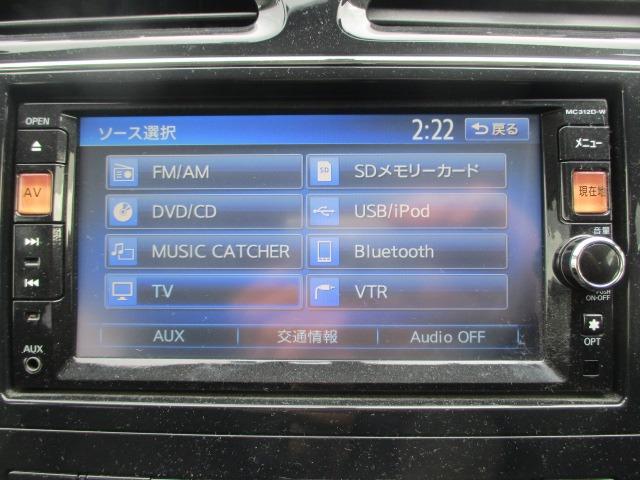 OPEN
MC312D-W
ソース選択
2:22
戻る
メニュー
AV
現在地
FM/AM
SD
SDメモリーカード
DVD/CD
USB/iPod
音量
MUSIC CATCHER
Bluetooth
TV
VTR
PUSH
ON-OFF
AUX
交通情報
Audio OFF
AUX
OPT